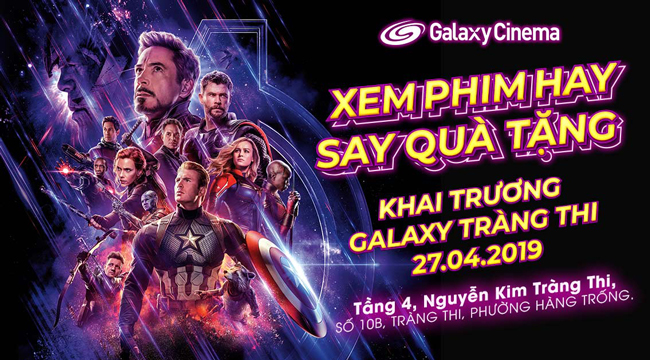 Galaxy Cinema
XEM PHIM HAY
SAY QUÀ TẶNG
KHAI TRƯƠNG
GALAXY TRÀNG THI
27.04.2019
Tầng 4, Nguyễn Kim Tràng Thi,
SỐ 10B, TRÀNG THI, PHƯỜNG HÀNG TRỐNG.